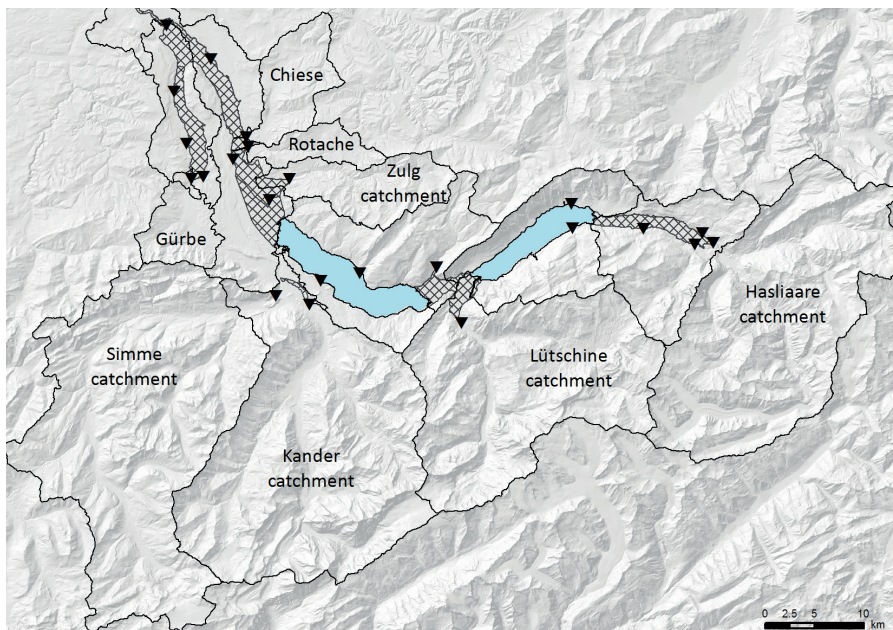 Chiese
Rotache
Zulg
catchment
Gürbe
Hasliaare
catchment
Simme
catchment
Lütschine
catchment
Kander
catchment
0 2.5 5 10
km